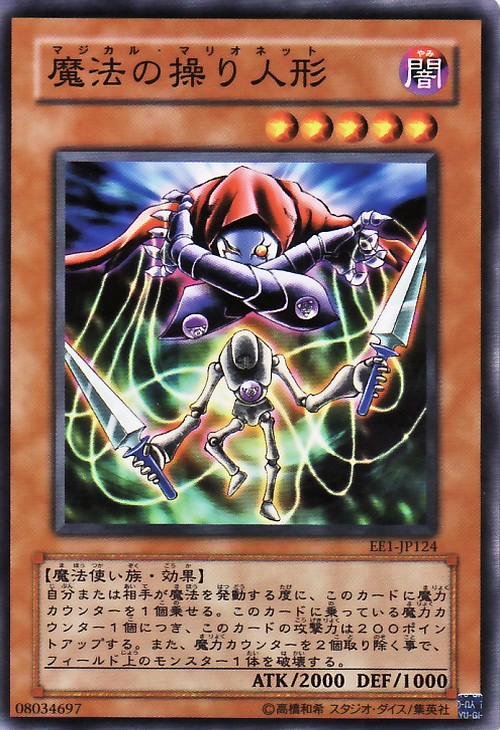 マジカル・マリオネット
魔法の操り人形
やみ
闇
EE1-JP124
【魔法使い族・効果】
自分または相手が魔法を発動する度に、このカードに魔力
カウンターを1個乗せる。このカードに乗っている魔力カ
ウンター1個につき、このカードの攻撃力は200ポイン
トアップする。また、魔力カウンターを2個取り除く事で、
フィールド上のモンスター1体を破壊する。
ATK/2000 DEF/1000
08034697
©高橋和希 スタジオ・ダイス/集英社